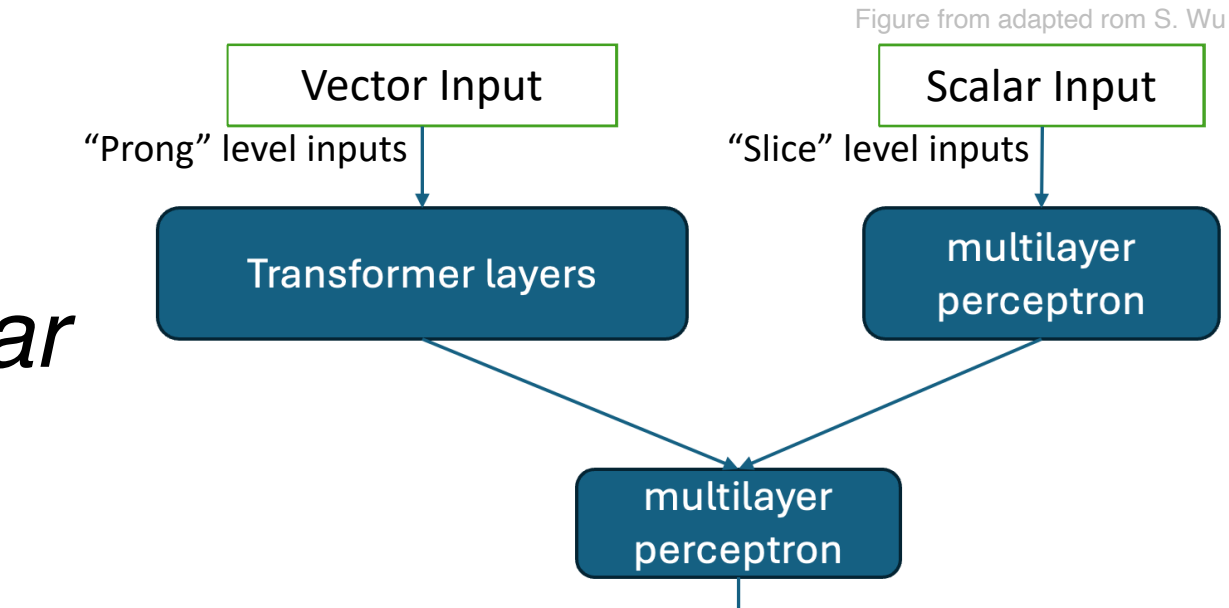 Figure from adapted rom S. Wu
Vector Input
Scalar Input
“Prong” level inputs
“Slice” level inputs
Transformer layers
multilayer
perceptron
ar
multilayer
perceptron